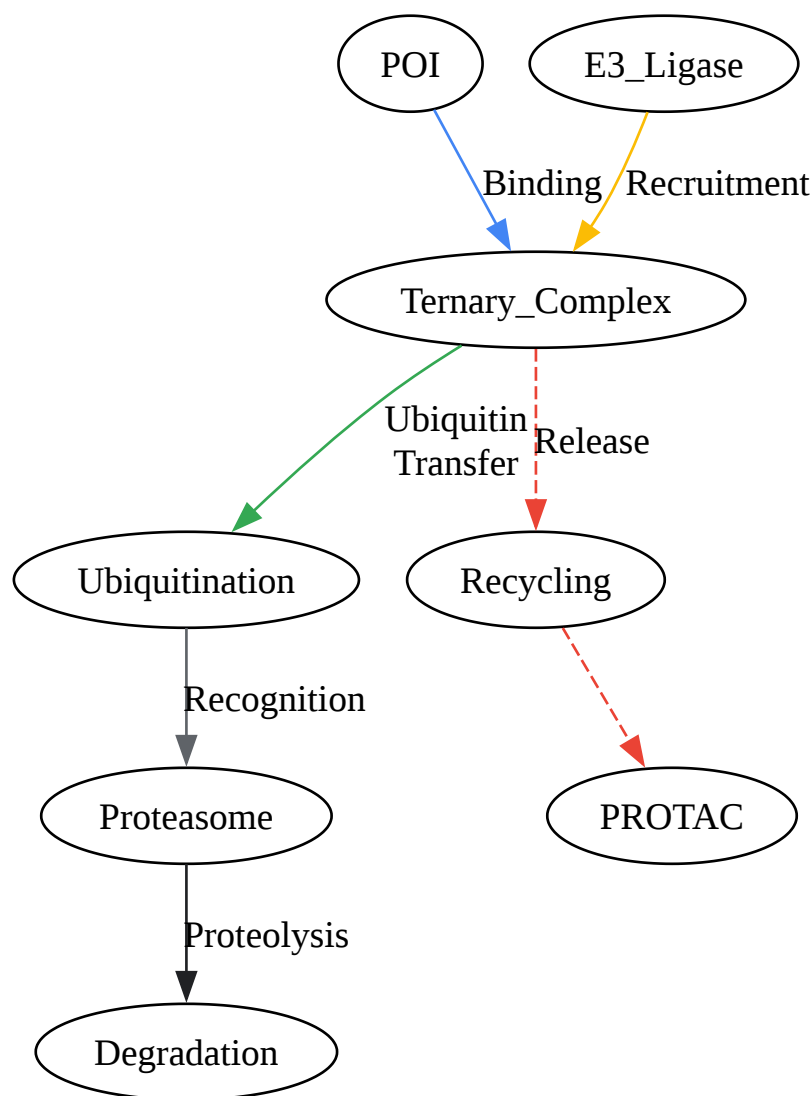 POI
E3_Ligase
Binding
Recruitment
Ternary_Complex
Ubiquitin
Transfer
Release
Ubiquitination
Recycling
Recognition
Proteasome
PROTAC
Proteolysis
Degradation